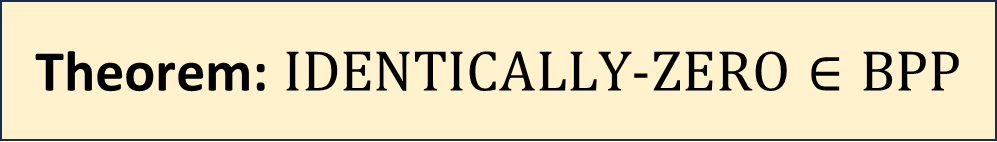 Theorem: IDENTICALLY-ZERO ∈ BPP